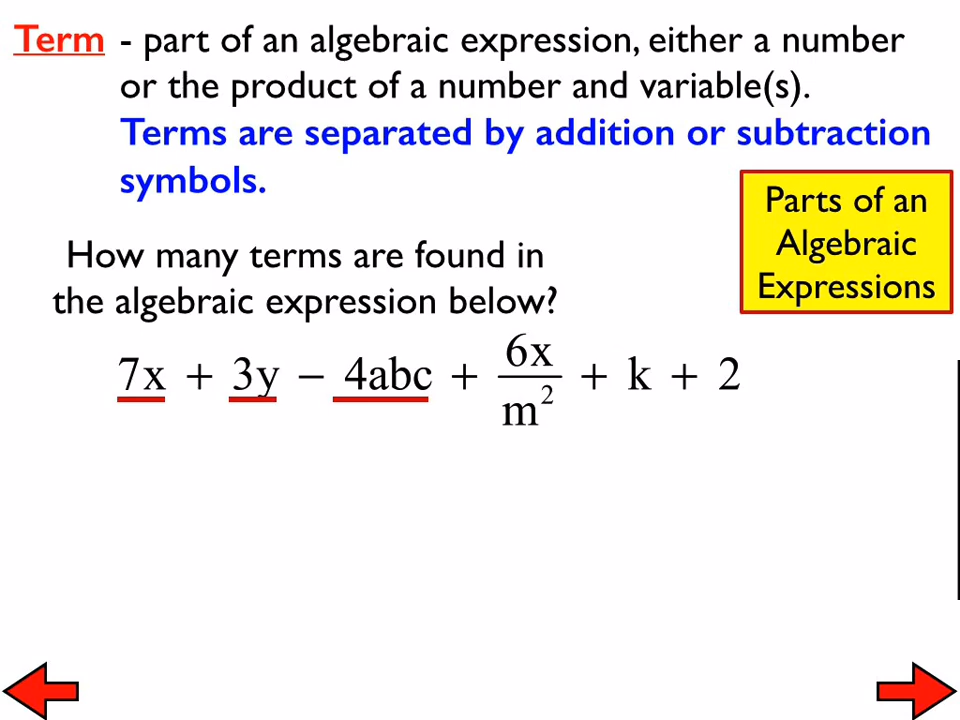 Term - part of an algebraic expression, either a number
or the product of a number and variable(s).
Terms are separated by addition or subtraction
symbols.
Parts of an
Algebraic
Expressions
How many terms are found in
the algebraic expression below?
7x + 3y − 4abc + 6x/m² + k + 2